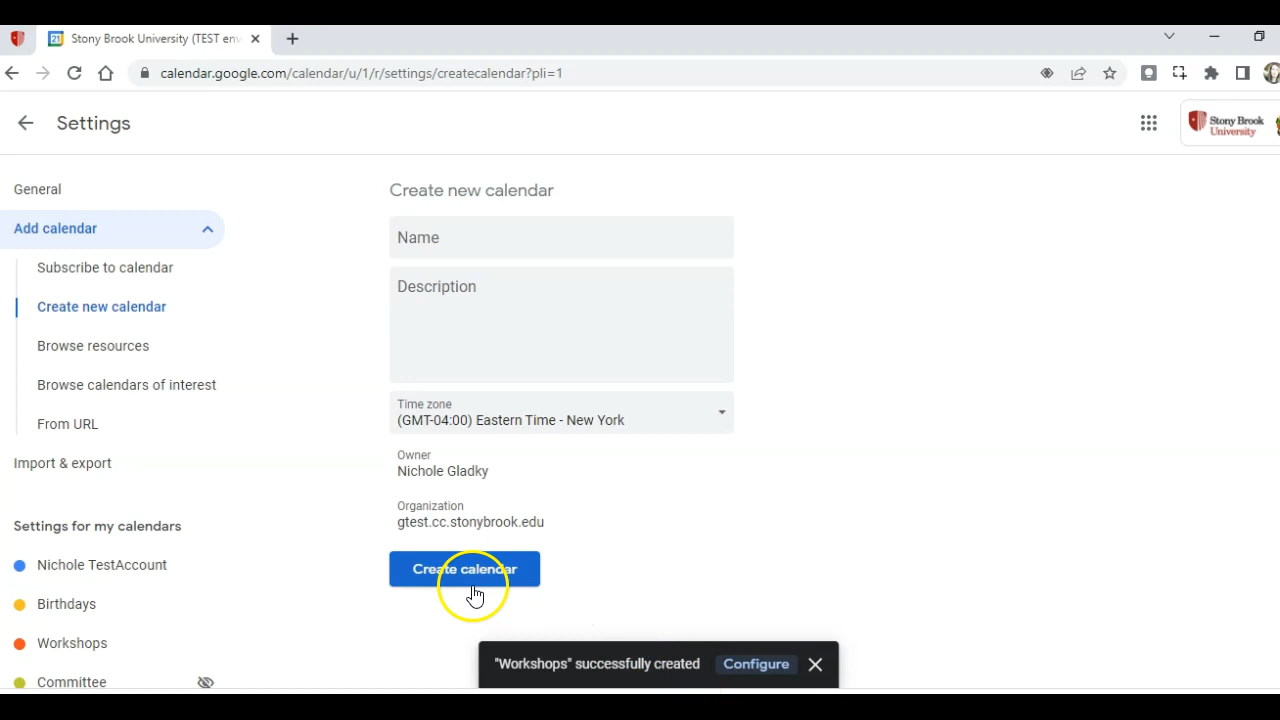 21
Stony Brook University (TEST env
calendar.google.com/calendar/u/1/r/settings/createcalendar?pli=1
Settings
Stony Brook
University
General
Add calendar
Subscribe to calendar
Create new calendar
Browse resources
Browse calendars of interest
From URL
Import & export
Settings for my calendars
Nichole TestAccount
Birthdays
Workshops
Committee
Create new calendar
Name
Description
Time zone
(GMT-04:00) Eastern Time - New York
Owner
Nichole Gladky
Organization
gtest.cc.stonybrook.edu
Create calendar
"Workshops" successfully created Configure